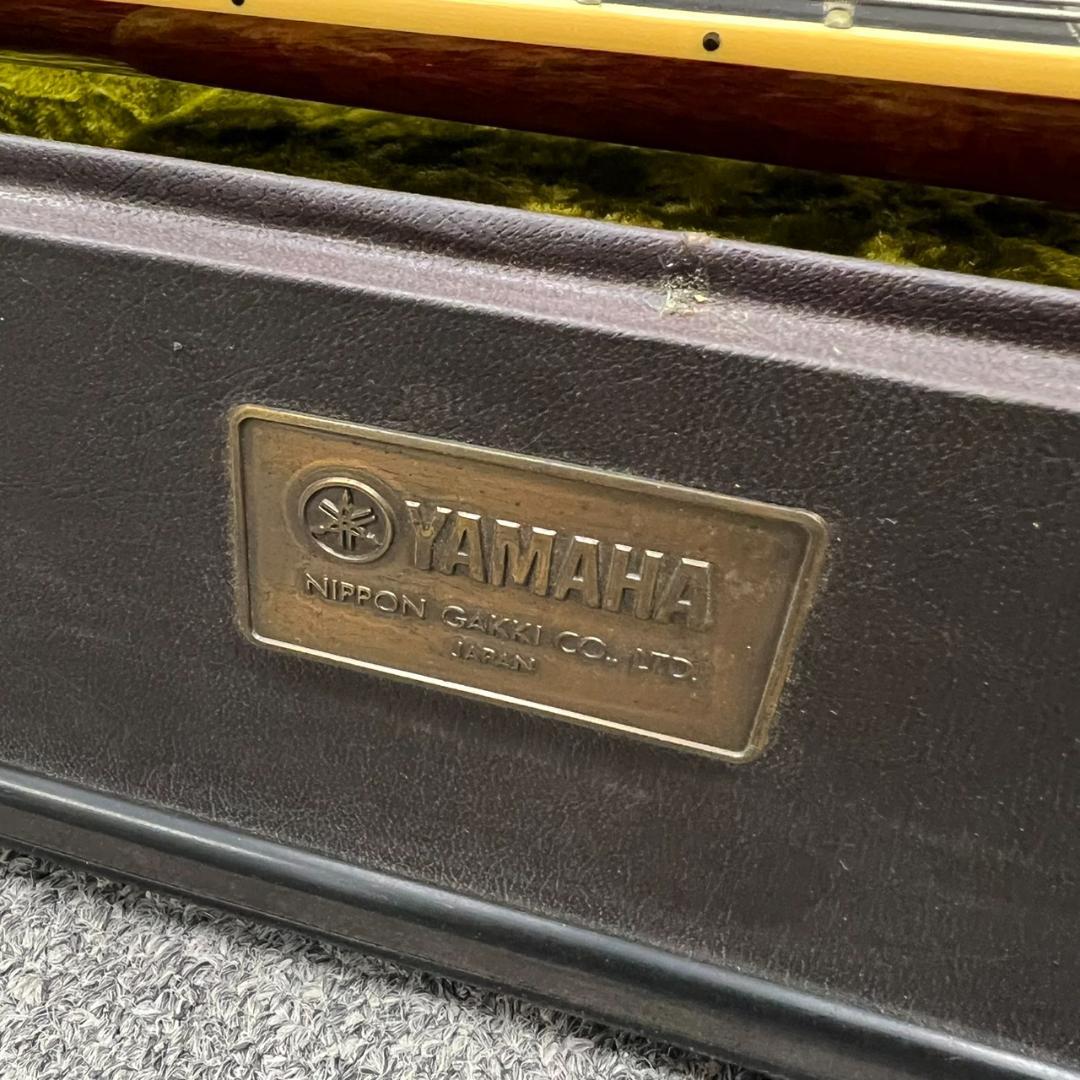 YAMAHA
NIPPON GAKKI CO., LTD.
JAPAN